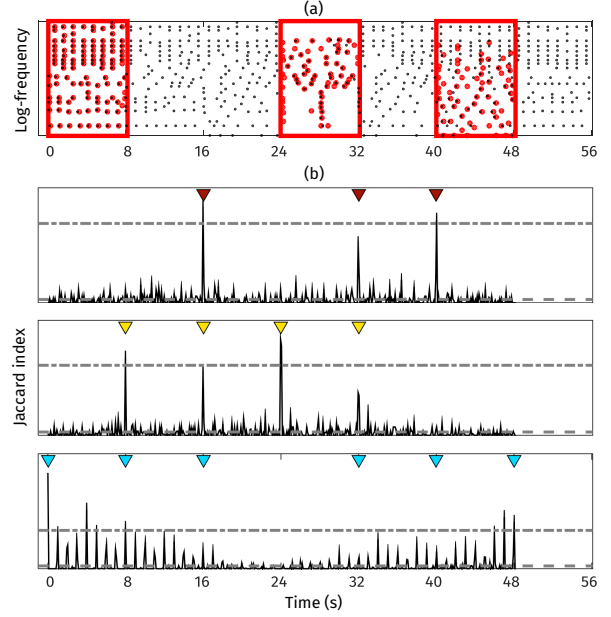 (a)
Log-frequency
0 8 16 24 32 40 48 56
(b)
Jaccard index
0 8 16 24 32 40 48 56
Time (s)